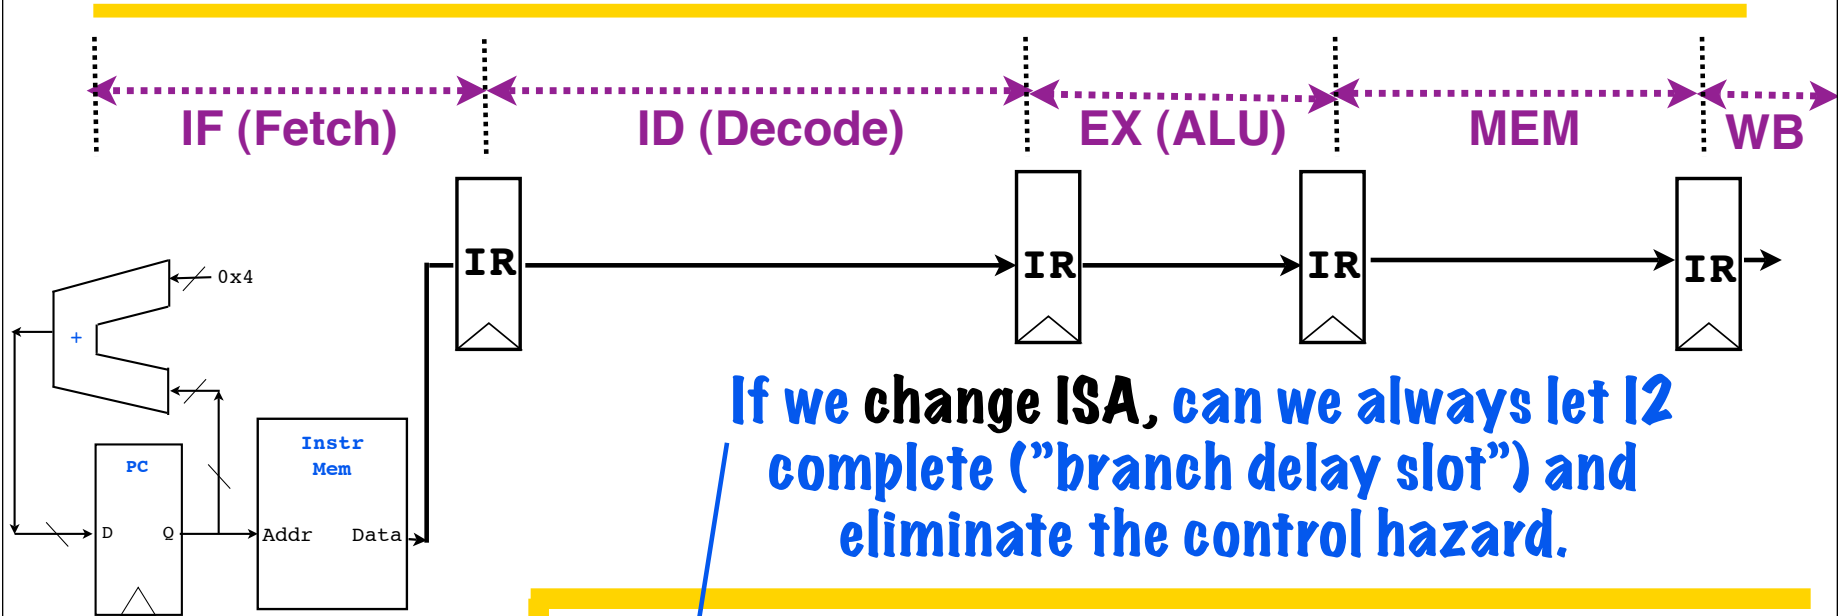 IF (Fetch)
ID (Decode)
EX (ALU)
MEM
WB
IR
IR
IR
IR
0x4
+
If we change ISA, can we always let I2
complete ("branch delay slot") and
eliminate the control hazard.
PC
D
Q
Instr
Mem
Addr
Data